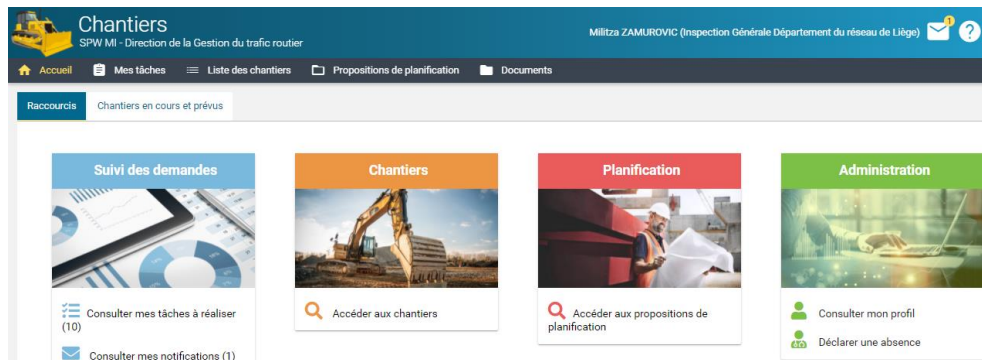 Chantiers
SPW MI - Direction de la Gestion du trafic routier
Militza ZAMUROVIC (Inspection Générale Département du réseau de Liège)
1
?
Accueil
Mes tâches
Liste des chantiers
Propositions de planification
Documents
Raccourcis
Chantiers en cours et prévus
Suivi des demandes
Consulter mes tâches à réaliser
(10)
Consulter mes notifications (1)
Chantiers
Accéder aux chantiers
Planification
Accéder aux propositions de
planification
Administration
Consulter mon profil
Déclarer une absence